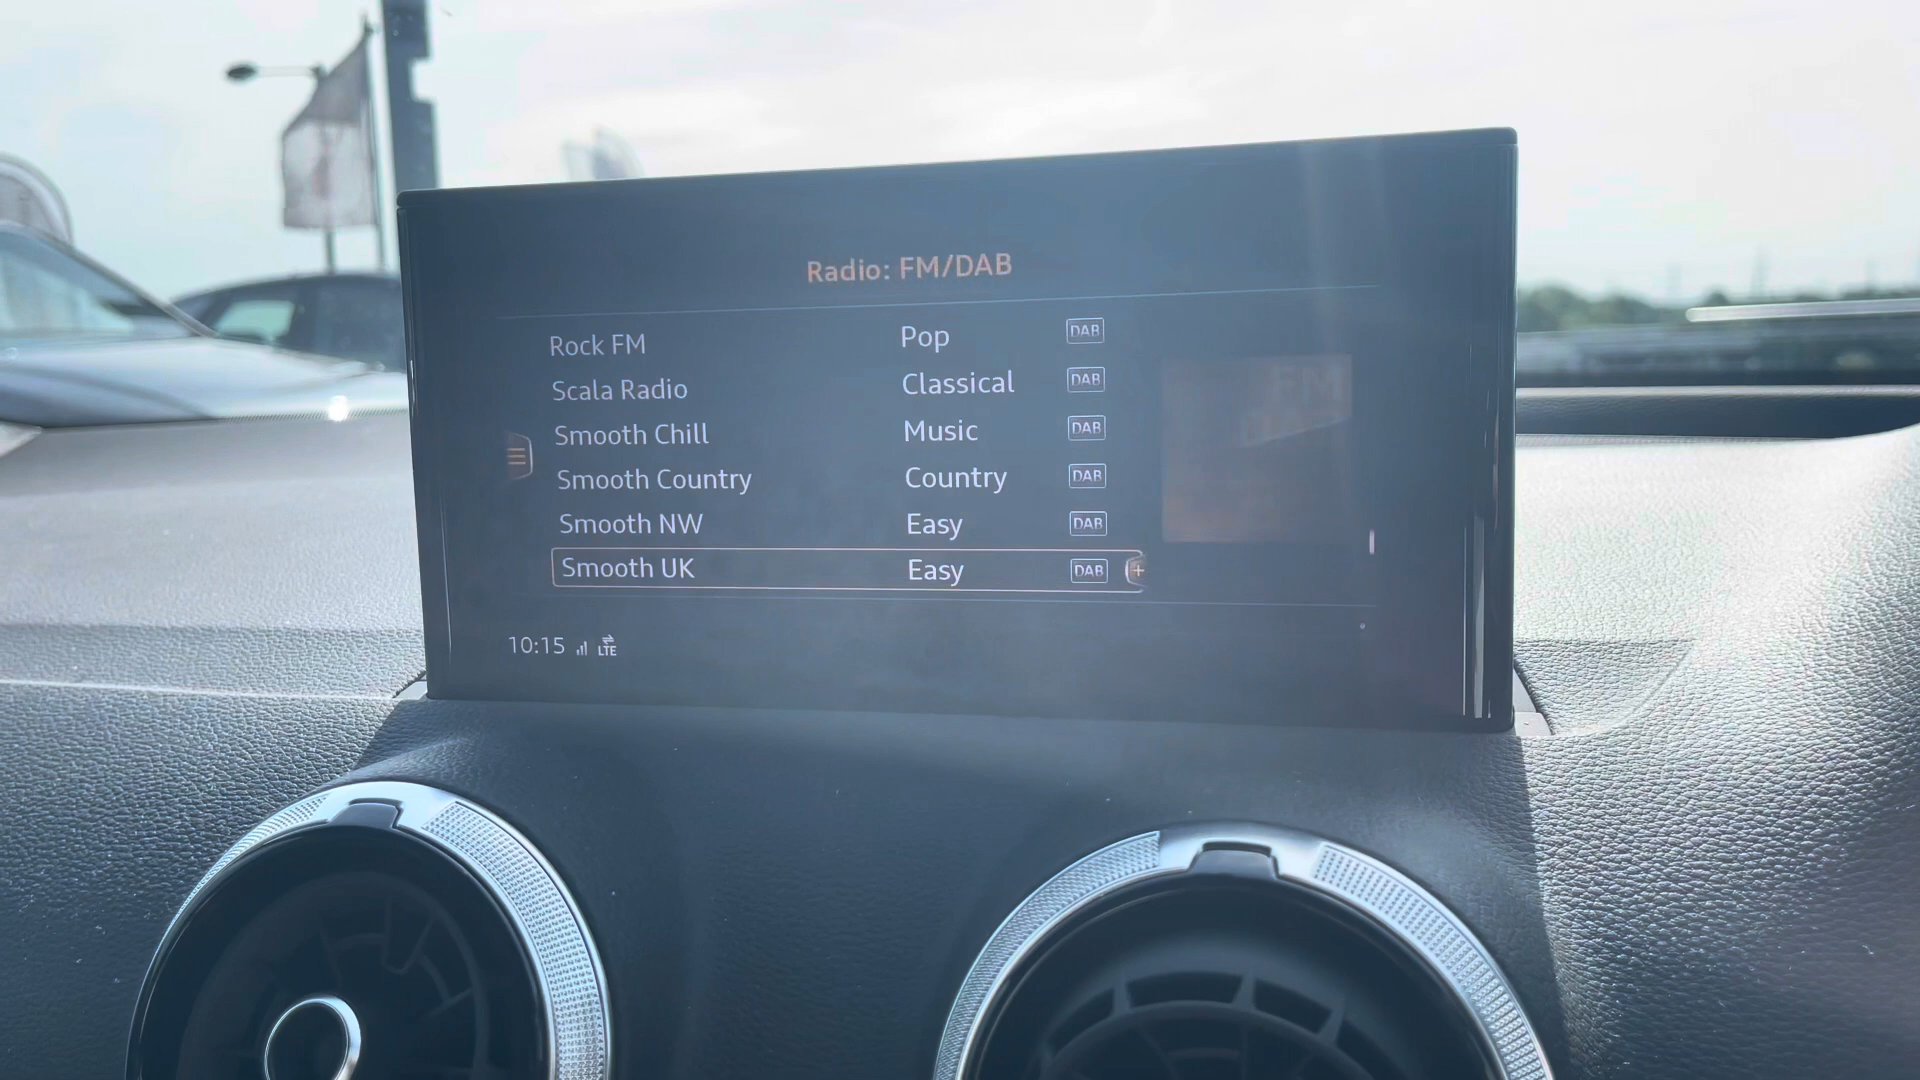 Radio: FM/DAB
Rock FM Pop DAB
Scala Radio Classical DAB
Smooth Chill Music DAB
Smooth Country Country DAB
Smooth NW Easy DAB
Smooth UK Easy DAB +
10:15 LTE
FM